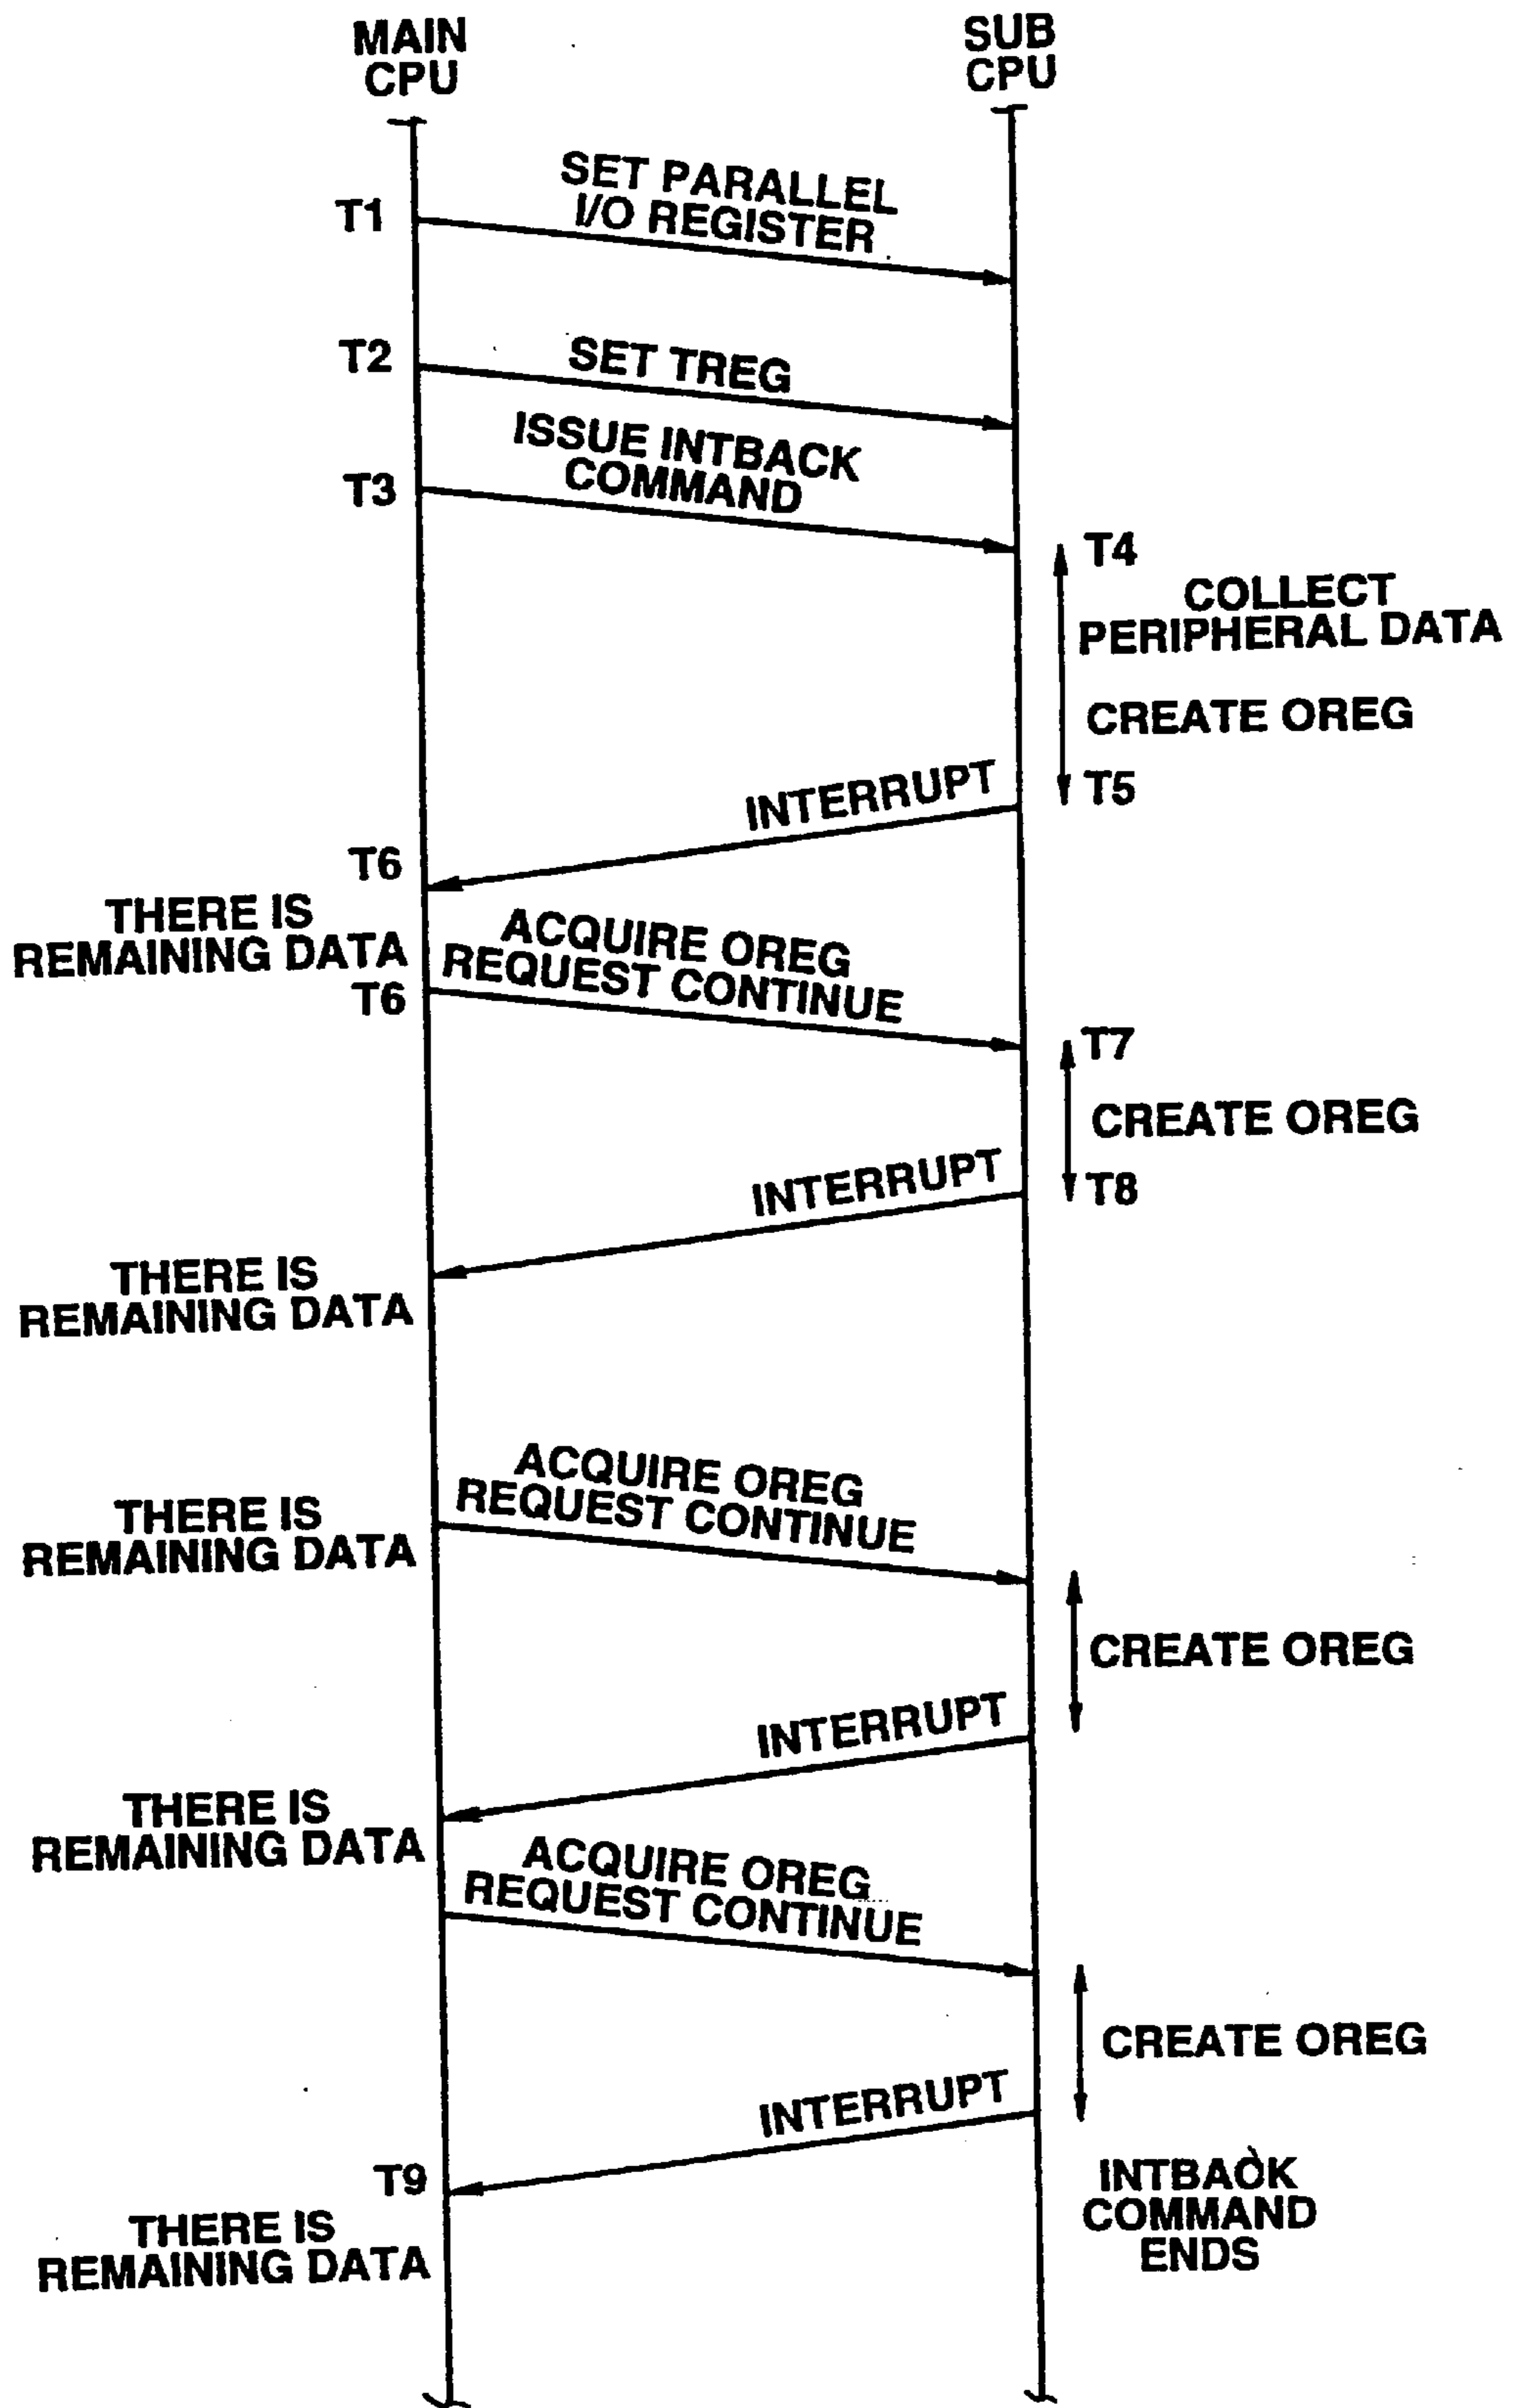 MAIN
CPU
SUB
CPU
SET PARALLEL
I/O REGISTER
T1
T2
SET TREG
ISSUE INTBACK
COMMAND
T3
T4
COLLECT
PERIPHERAL DATA
CREATE OREG
INTERRUPT
T5
T6
THERE IS
REMAINING DATA
ACQUIRE OREG
REQUEST CONTINUE
T6
T7
CREATE OREG
INTERRUPT
T8
THERE IS
REMAINING DATA
ACQUIRE OREG
REQUEST CONTINUE
THERE IS
REMAINING DATA
CREATE OREG
INTERRUPT
THERE IS
REMAINING DATA
ACQUIRE OREG
REQUEST CONTINUE
CREATE OREG
INTERRUPT
T9
INTBACK
COMMAND
ENDS
THERE IS
REMAINING DATA